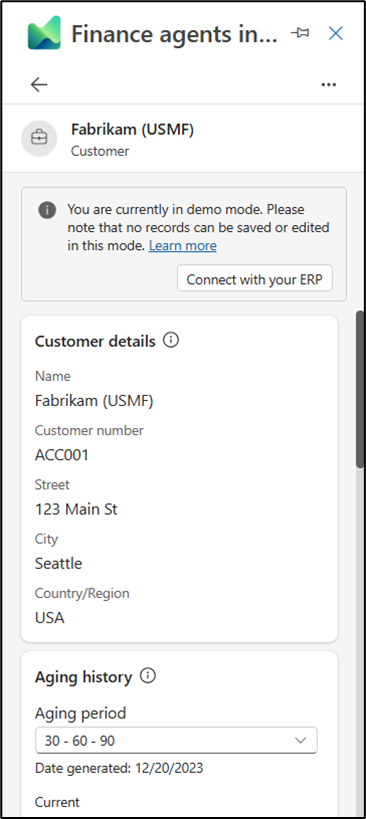 Finance agents in...
Fabrikam (USMF)
Customer
You are currently in demo mode. Please
note that no records can be saved or edited
in this mode. Learn more
Connect with your ERP
Customer details
Name
Fabrikam (USMF)
Customer number
ACC001
Street
123 Main St
City
Seattle
Country/Region
USA
Aging history
Aging period
30 - 60 - 90
Date generated: 12/20/2023
Current